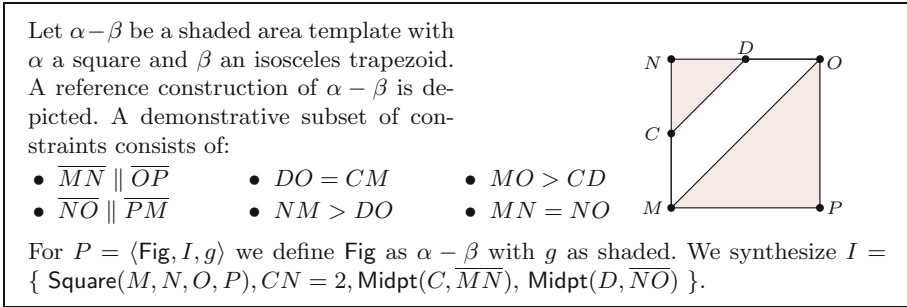 Let α−β be a shaded area template with
α a square and β an isosceles trapezoid.
A reference construction of α − β is de-
picted. A demonstrative subset of con-
straints consists of:
• MN ∥ OP • DO = CM • MO > CD
• NO ∥ PM • NM > DO • MN = NO
N D O
C
M P
For P = ⟨Fig, I, g⟩ we define Fig as α − β with g as shaded. We synthesize I =
{ Square(M, N, O, P), CN = 2, Midpt(C, MN), Midpt(D, NO) }.